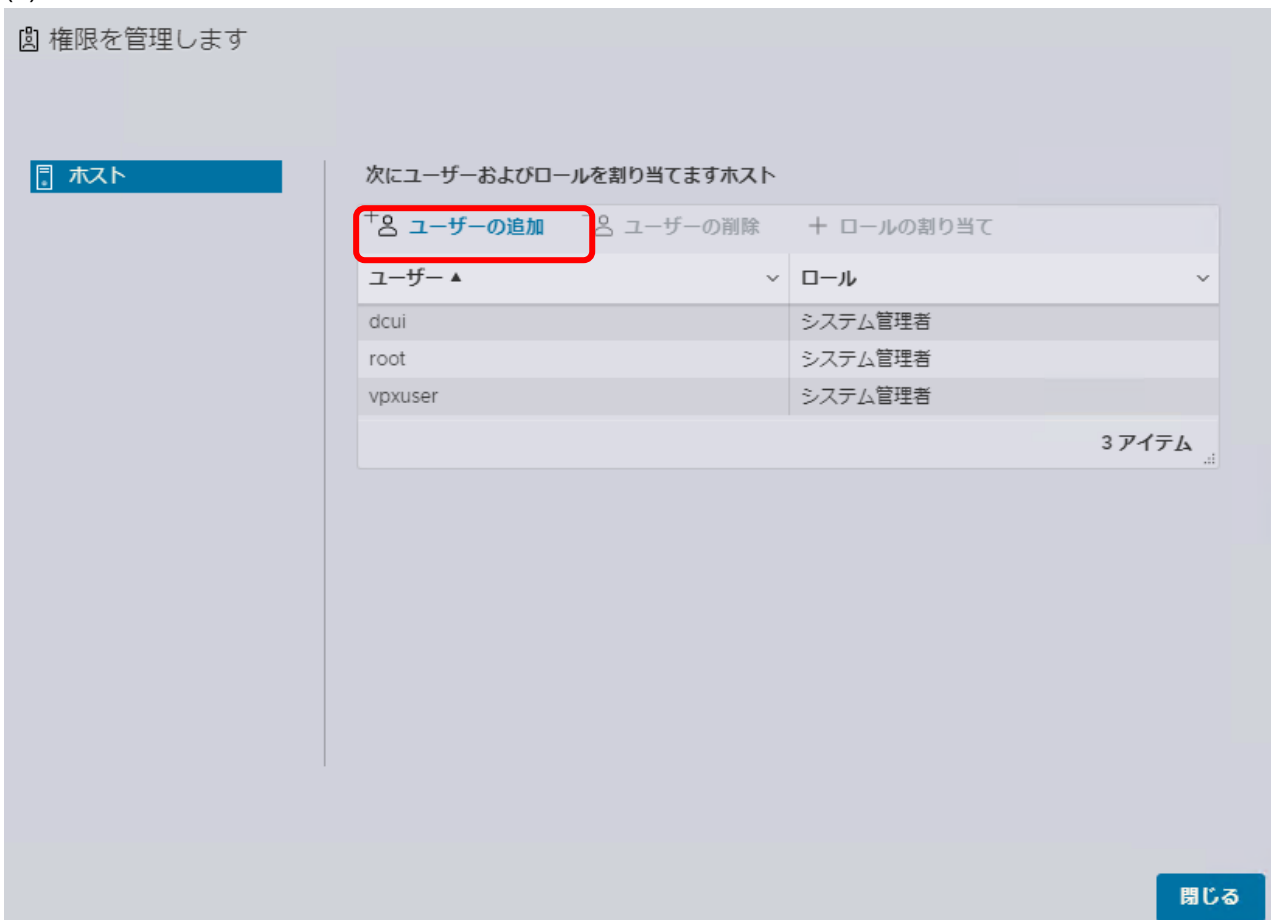 権限を管理します
ホスト
次にユーザーおよびロールを割り当てますホスト
ユーザーの追加 ユーザーの削除 ロールの割り当て
ユーザー ロール
dcui システム管理者
root システム管理者
vpxuser システム管理者
3 アイテム
閉じる